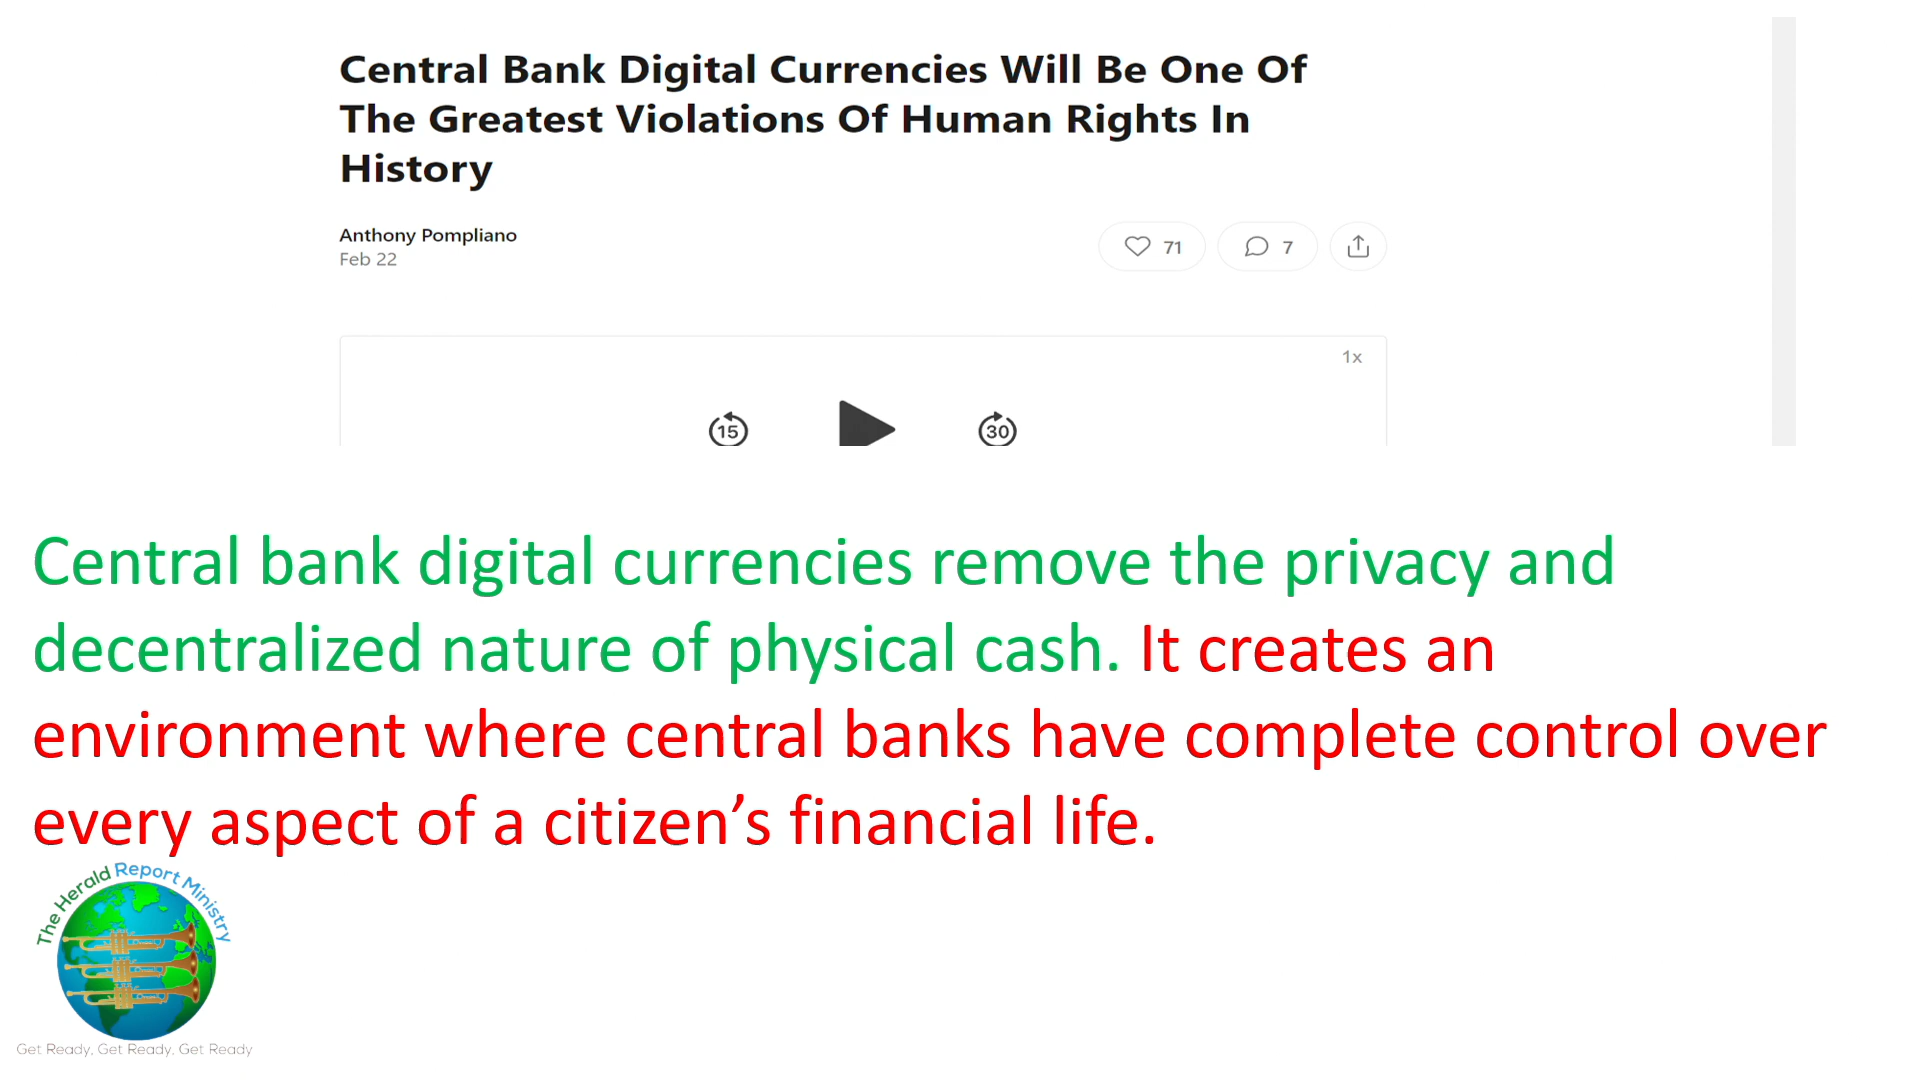 Central Bank Digital Currencies Will Be One Of
The Greatest Violations Of Human Rights In
History
Anthony Pompliano
Feb 22
71
7
1x
15
30
Central bank digital currencies remove the privacy and
decentralized nature of physical cash. It creates an
environment where central banks have complete control over
every aspect of a citizen’s financial life.
The Herald Report Ministry
Get Ready, Get Ready, Get Ready